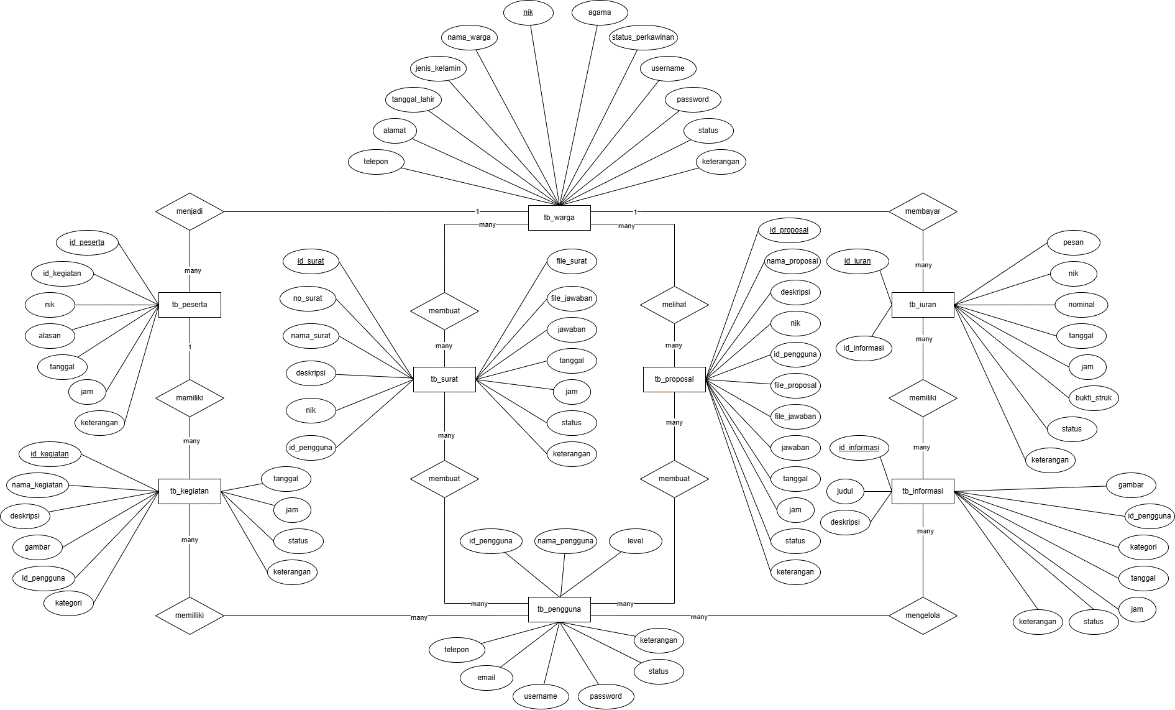 nik
agama
nama_warga
status_perkawinan
jenis_kelamin
username
tanggal_lahir
password
alamat
status
telepon
keterangan
menjadi
1
tb_warga
1
membayar
many
many
id_peserta
id_kegiatan
nik
alasan
tanggal
jam
keterangan
many
tb_peserta
1
memiliki
many
id_surat
no_surat
nama_surat
deskripsi
nik
id_pengguna
membuat
many
tb_surat
many
membuat
file_surat
file_jawaban
jawaban
tanggal
jam
status
keterangan
melihat
many
tb_proposal
many
membuat
id_proposal
nama_proposal
deskripsi
nik
id_pengguna
file_proposal
file_jawaban
jawaban
tanggal
jam
status
keterangan
many
id_iuran
tb_iuran
id_informasi
many
memiliki
many
pesan
nik
nominal
tanggal
jam
bukti_struk
status
keterangan
id_kegiatan
nama_kegiatan
deskripsi
gambar
id_pengguna
kategori
tb_kegiatan
tanggal
jam
status
keterangan
many
memilliki
many
id_informasi
judul
deskripsi
tb_informasi
many
gambar
id_pengguna
kategori
tanggal
jam
status
keterangan
mengelola
many
id_pengguna
nama_pengguna
level
many
tb_pengguna
many
telepon
email
username
password
status
keterangan